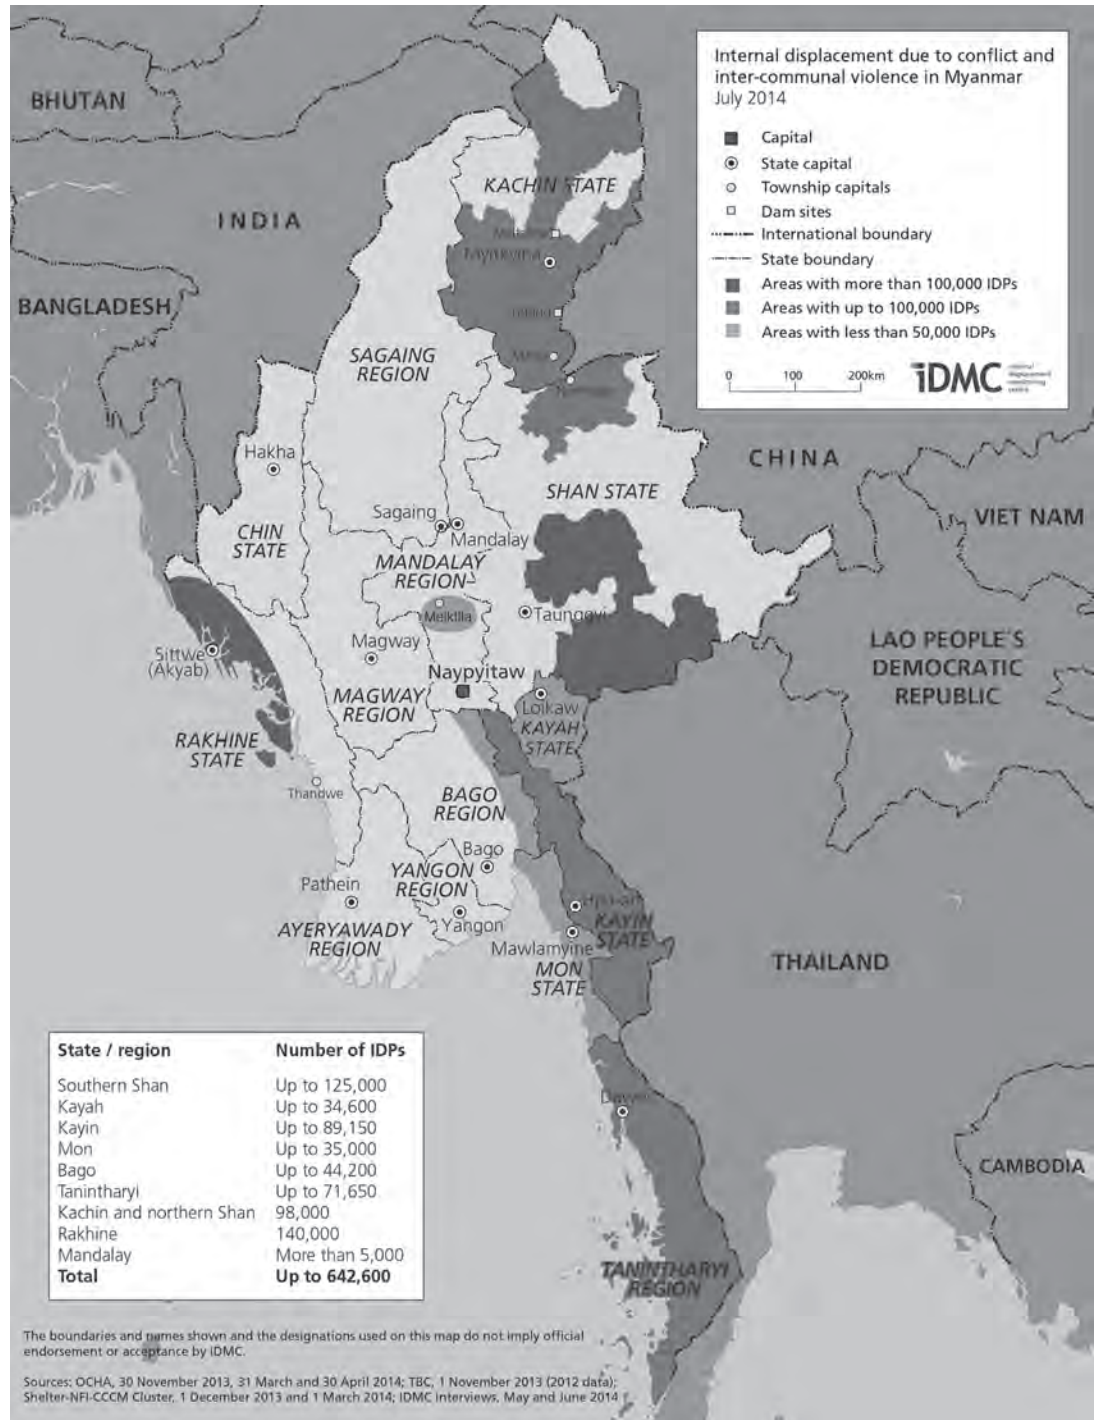 Internal displacement due to conflict and
inter-communal violence in Myanmar
July 2014
Capital
State capital
Township capitals
Dam sites
International boundary
State boundary
Areas with more than 100,000 IDPs
Areas with up to 100,000 IDPs
Areas with less than 50,000 IDPs
0 100 200km
iDMC
internal
displacement
monitoring
centre
BHUTAN
INDIA
BANGLADESH
KACHIN STATE
Myitkyina
SAGAING
REGION
CHINA
VIET NAM
Hakha
SHAN STATE
Sagaing
Mandalay
CHIN
STATE
MANDALAY
REGION
Meiktila
Taunggyi
LAO PEOPLE'S
DEMOCRATIC
REPUBLIC
Magway
Sittwe
(Akyab)
Naypyitaw
MAGWAY
REGION
Loikaw
KAYAH
STATE
RAKHINE
STATE
Thandwe
BAGO
REGION
Bago
YANGON
REGION
Pathein
Hpa-an
KAYIN
STATE
AYERYAWADY
REGION
Yangon
Mawlamyine
MON
STATE
THAILAND
State / region Number of IDPs
Southern Shan Up to 125,000
Kayah Up to 34,600
Kayin Up to 89,150
Mon Up to 35,000
Bago Up to 44,200
Tanintharyi Up to 71,650
Kachin and northern Shan 98,000
Rakhine 140,000
Mandalay More than 5,000
Total Up to 642,600
Dawei
CAMBODIA
TANINTHARYI
REGION
The boundaries and names shown and the designations used on this map do not imply official
endorsement or acceptance by iDMC.
Sources: OCHA, 30 November 2013, 31 March and 30 April 2014; TBC, 1 November 2013 (2012 data);
Shelter-NFI-CCCM Cluster, 1 December 2013 and 1 March 2014; IDMC interviews, May and June 2014